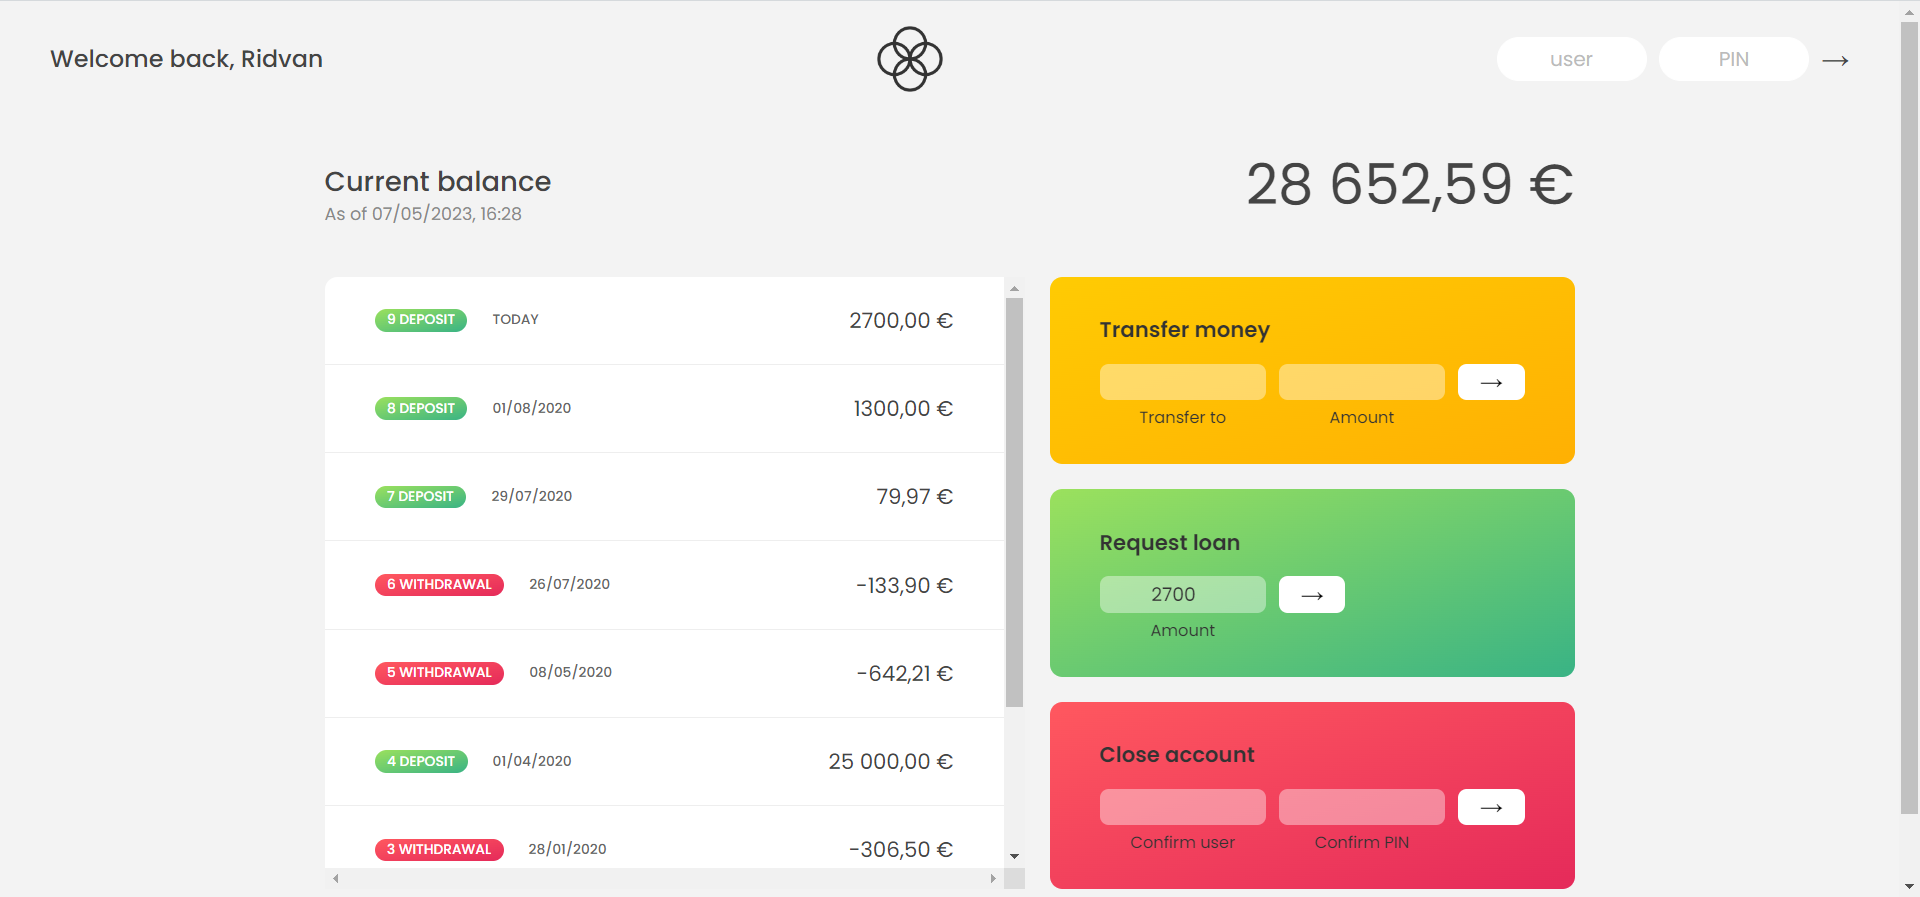 Welcome back, Ridvan
user PIN →
Current balance
28 652,59 €
As of 07/05/2023, 16:28
9 DEPOSIT TODAY 2700,00 €
8 DEPOSIT 01/08/2020 1300,00 €
7 DEPOSIT 29/07/2020 79,97 €
6 WITHDRAWAL 26/07/2020 -133,90 €
5 WITHDRAWAL 08/05/2020 -642,21 €
4 DEPOSIT 01/04/2020 25 000,00 €
3 WITHDRAWAL 28/01/2020 -306,50 €
Transfer money
→
Transfer to Amount
Request loan
2700 →
Amount
Close account
→
Confirm user Confirm PIN